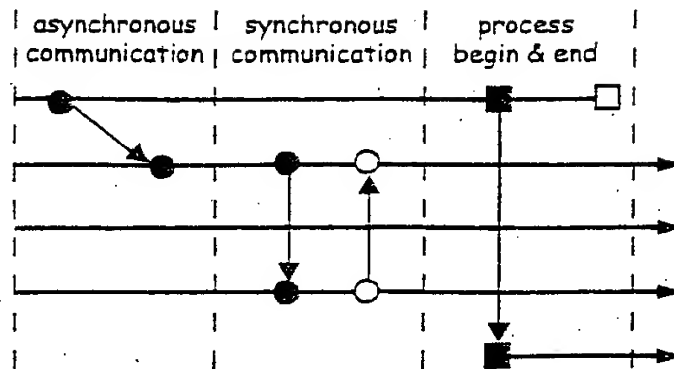 asynchronous
communication
synchronous
communication
process
begin & end